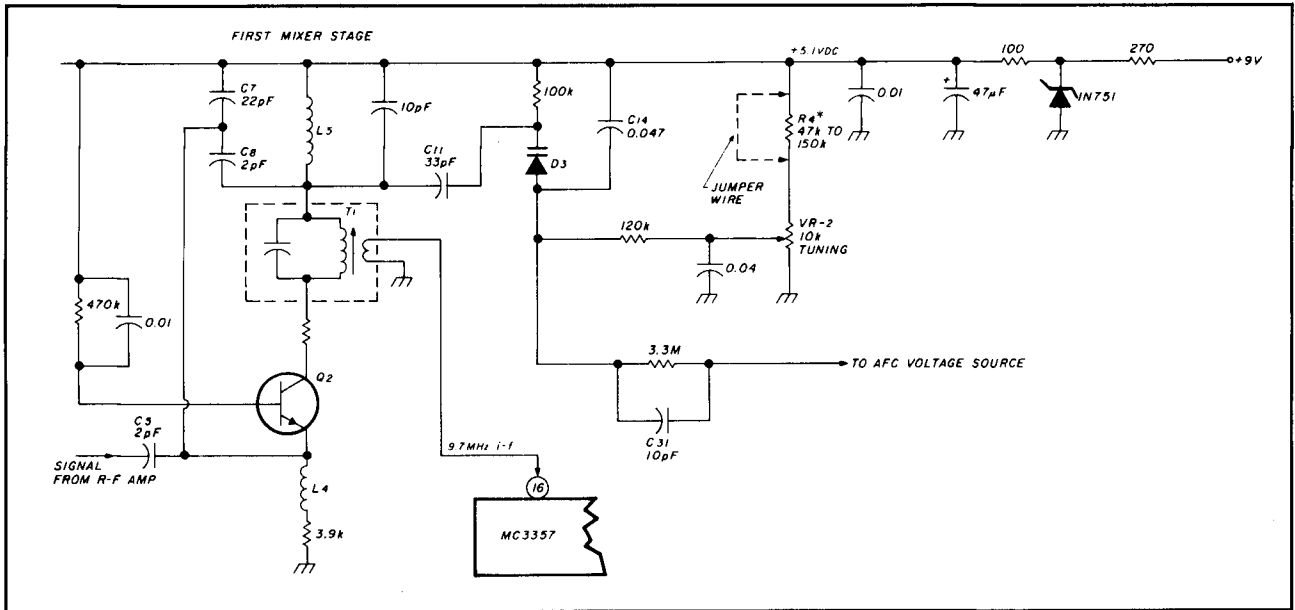 FIRST MIXER STAGE
+5.1VDC
100
270
+9V
C7
22pF
C8
2pF
L5
10pF
100k
C14
0.047
R4*
47k TO
150k
0.01
+
47µF
1N751
C11
33pF
D3
JUMPER
WIRE
T1
VR-2
10k
TUNING
120k
0.04
470k
0.01
3.3M
TO AFC VOLTAGE SOURCE
Q2
C31
10pF
C5
2pF
9.7MHz i-f
SIGNAL
FROM R-F AMP
L4
16
3.9k
MC3357